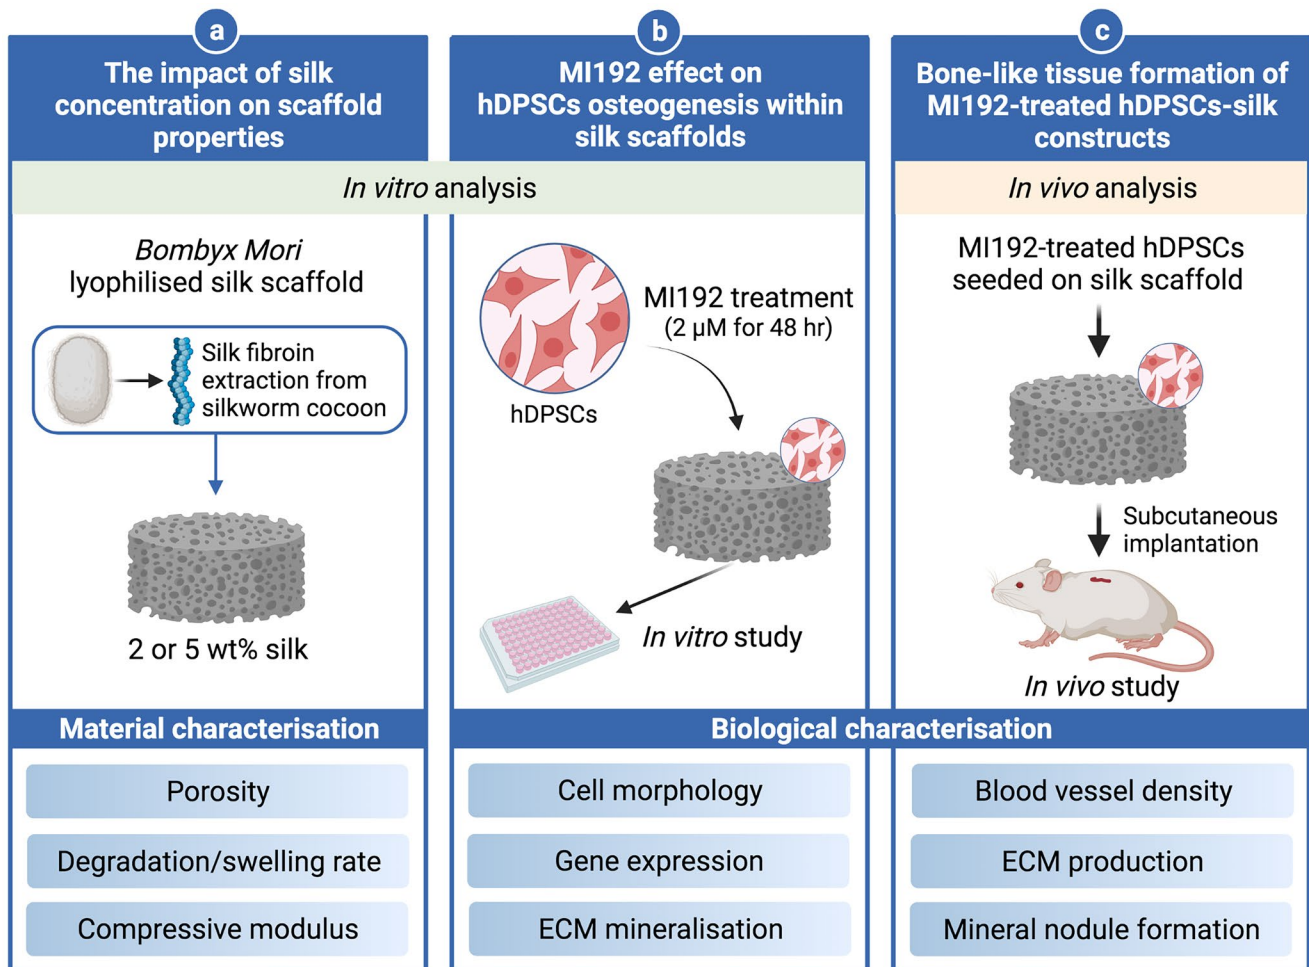 a
The impact of silk
concentration on scaffold
properties
b
MI192 effect on
hDPSCs osteogenesis within
silk scaffolds
c
Bone-like tissue formation of
MI192-treated hDPSCs-silk
constructs
In vitro analysis
In vivo analysis
Bombyx Mori
lyophilised silk scaffold
Silk fibroin
extraction from
silkworm cocoon
2 or 5 wt% silk
MI192 treatment
(2 µM for 48 hr)
hDPSCs
In vitro study
MI192-treated hDPSCs
seeded on silk scaffold
Subcutaneous
implantation
In vivo study
Material characterisation
Biological characterisation
Porosity
Degradation/swelling rate
Compressive modulus
Cell morphology
Gene expression
ECM mineralisation
Blood vessel density
ECM production
Mineral nodule formation